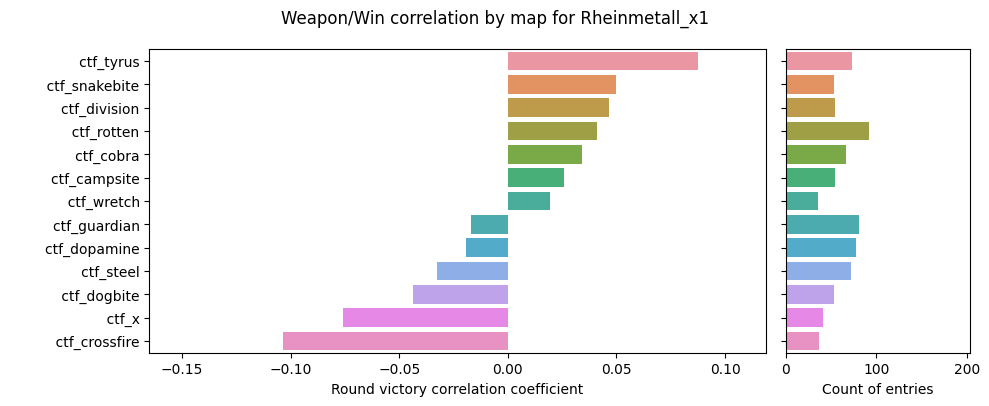 Weapon/Win correlation by map for Rheinmetall_x1
ctf_tyrus
ctf_snakebite
ctf_division
ctf_rotten
ctf_cobra
ctf_campsite
ctf_wretch
ctf_guardian
ctf_dopamine
ctf_steel
ctf_dogbite
ctf_x
ctf_crossfire
−0.15 −0.10 −0.05 0.00 0.05 0.10
Round victory correlation coefficient
0 100 200
Count of entries